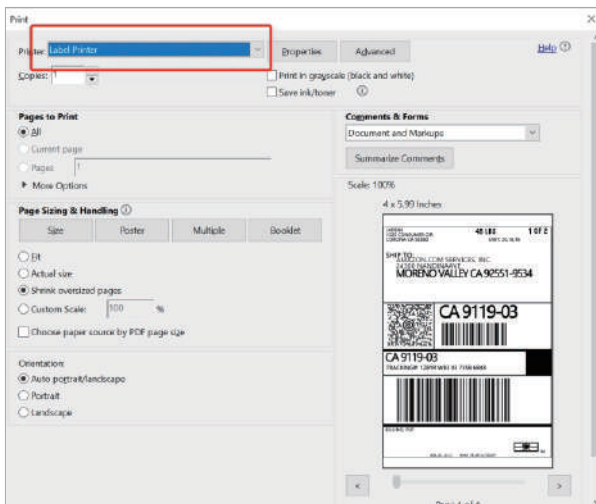 Print
Printer: Label Printer
Properties
Advanced
Help
Copies: 1
Print in grayscale (black and white)
Save ink/toner
Pages to Print
All
Current page
Pages 1
More Options
Page Sizing & Handling
Size
Poster
Multiple
Booklet
Fit
Actual size
Shrink oversized pages
Custom Scale: 100 %
Choose paper source by PDF page size
Orientation:
Auto portrait/landscape
Portrait
Landscape
Comments & Forms
Document and Markups
Summarize Comments
Scale: 100%
4 x 5.99 Inches
48 LBS
1 OF 2
SHIP TO:
AMAZON.COM SERVICES, INC.
MORENO VALLEY CA 92551-9534
CA 9119-03
CA 9119-03
TRACKING#:
<
>